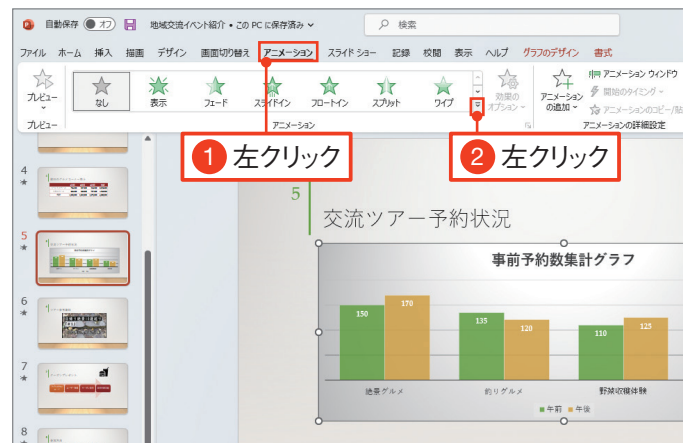 自動保存 オフ 地域交流イベント紹介 • この PC に保存済み 検索
ファイル ホーム 挿入 描画 デザイン 画面切り替え アニメーション スライド ショー 記録 校閲 表示 ヘルプ グラフのデザイン 書式
プレビュー なし 表示 フェード スライドイン フロートイン スプリット ワイプ 効果のオプション アニメーションの追加
アニメーション ウィンドウ
開始のタイミング
アニメーションのコピー/貼
プレビュー アニメーション アニメーションの詳細設定
1 左クリック
2 左クリック
4
5
6
7
8
5
交流ツアー予約状況
事前予約数集計グラフ
150 170 135 120 110 125
絶景グルメ 釣りグルメ 野菜収穫体験
午前 午後